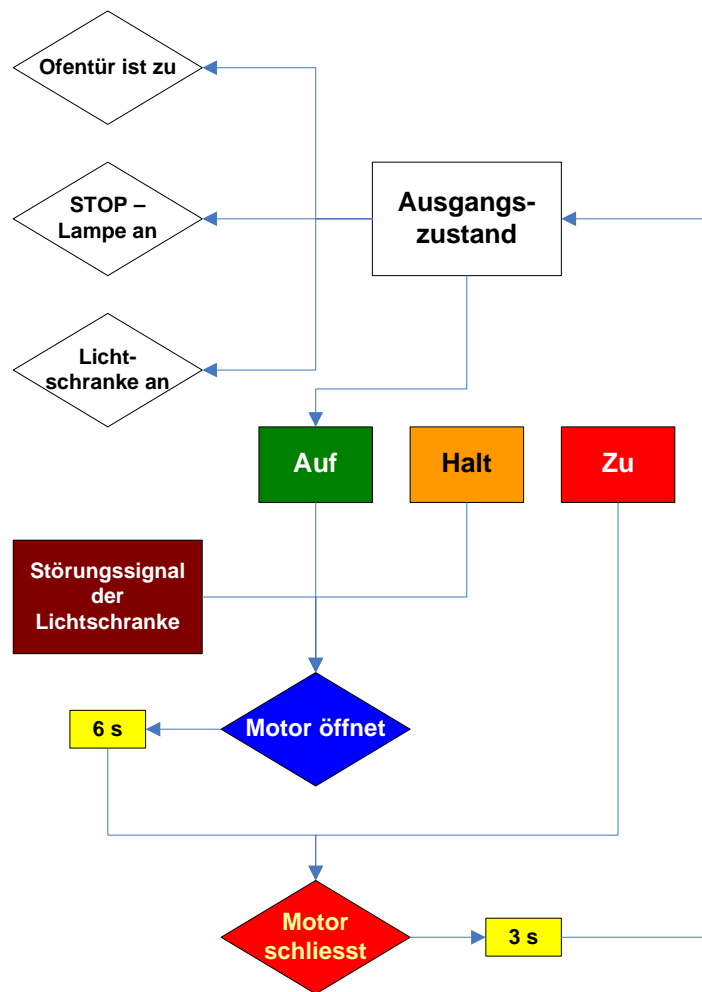 Ofentür ist zu
STOP –
Lampe an
Ausgangs-
zustand
Licht-
schranke an
Auf
Halt
Zu
Störungssignal
der
Lichtschranke
Motor öffnet
6 s
Motor
schliesst
3 s